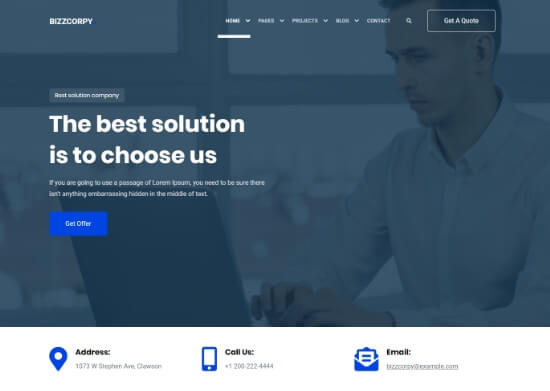 BIZZCORPY
HOME PAGES PROJECTS BLOG CONTACT Get A Quote
Best solution company
The best solution
is to choose us
If you are going to use a passage of Lorem Ipsum, you need to be sure there
isn't anything embarrassing hidden in the middle of text.
Get Offer
Address:
1073 W Stephen Ave, Clawson
Call Us:
+1 200-222-4444
Email:
bizzcorpy@example.com